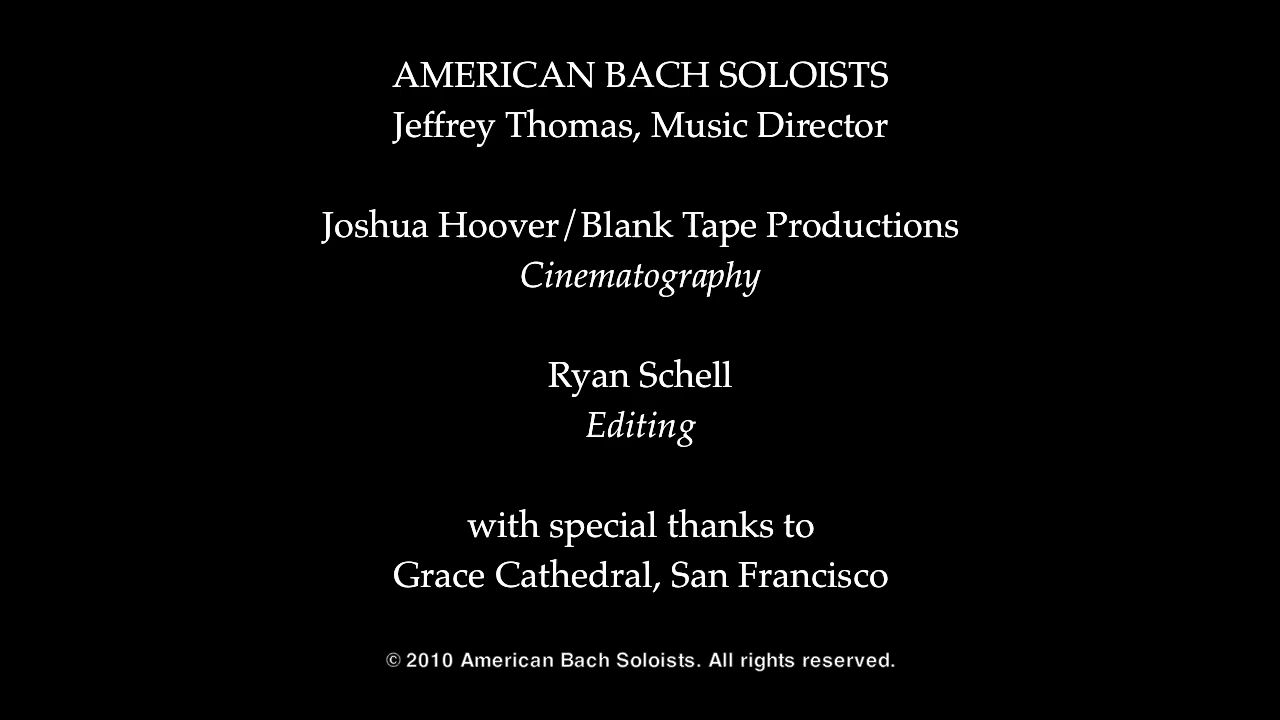 AMERICAN BACH SOLOISTS
Jeffrey Thomas, Music Director
Joshua Hoover/Blank Tape Productions
Cinematography
Ryan Schell
Editing
with special thanks to
Grace Cathedral, San Francisco
© 2010 American Bach Soloists. All rights reserved.